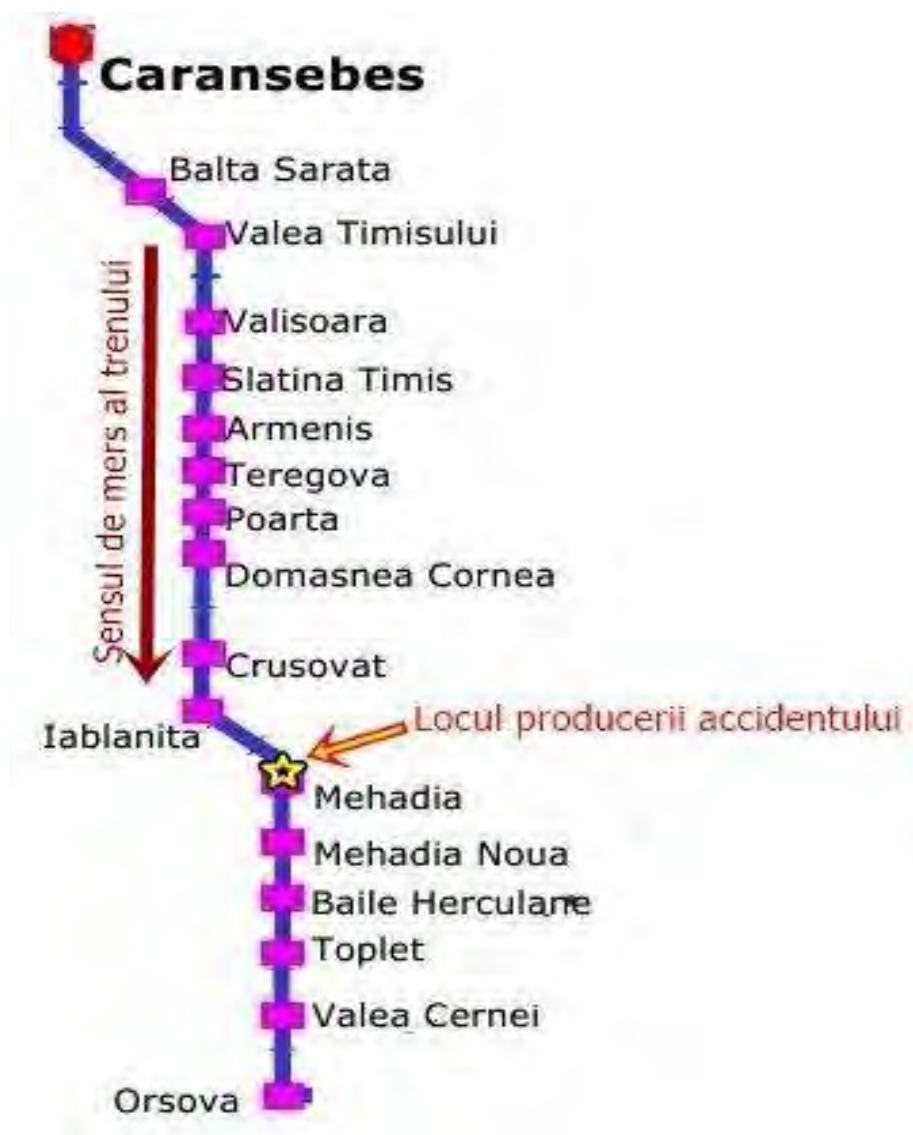 Caransebes
Balta Sarata
Valea Timisului
Sensul de mers al trenului
Valisoara
Slatina Timis
Armenis
Teregova
Poarta
Domasnea Cornea
Crusovat
Locul producerii accidentului
Iablanita
Mehadia
Mehadia Noua
Baile Herculane
Toplet
Valea Cernei
Orsova